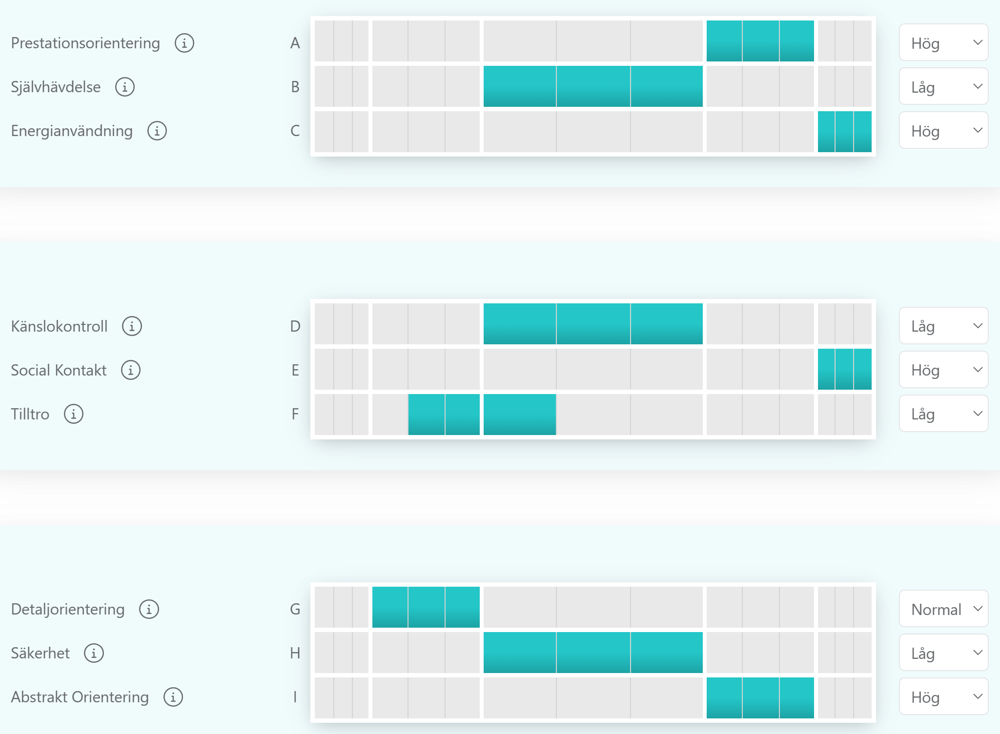 Prestationsorientering A Hög
Självhävdelse B Låg
Energianvändning C Hög
Känslokontroll D Låg
Social Kontakt E Hög
Tilltro F Låg
Detaljorientering G Normal
Säkerhet H Låg
Abstrakt Orientering I Hög